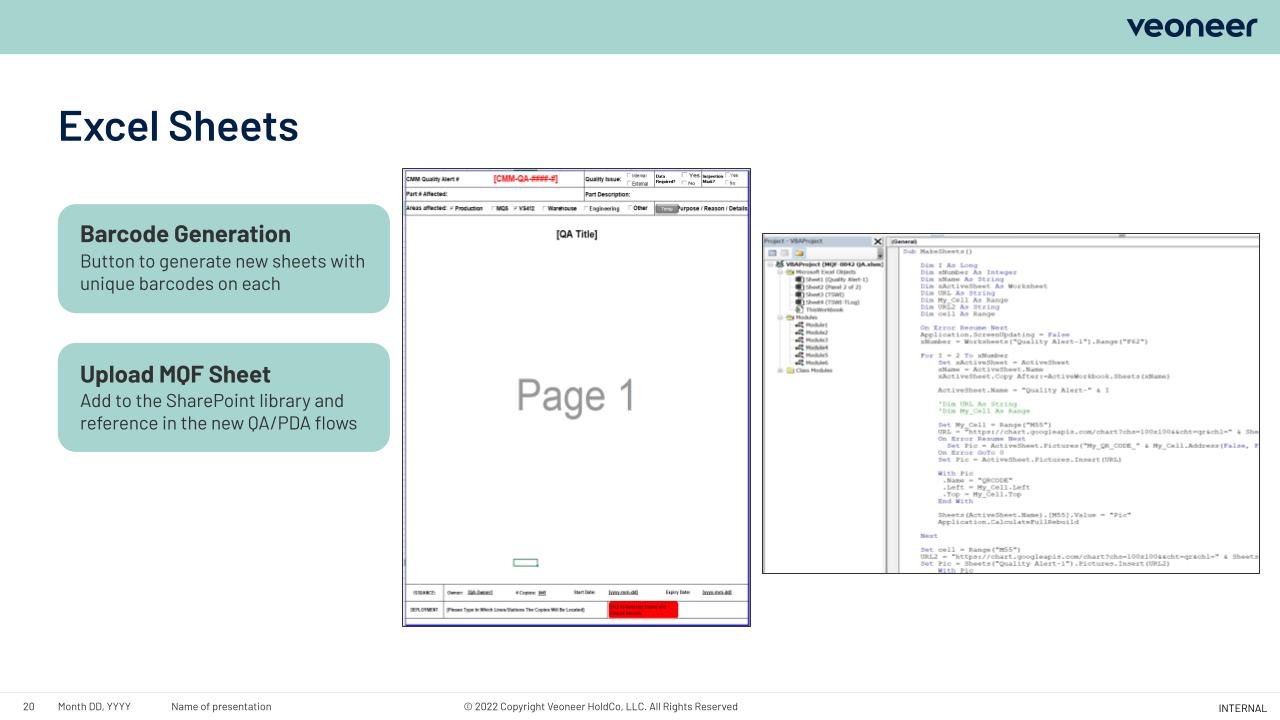 veoneer
Excel Sheets
Barcode Generation
Button to generate new sheets with
unique barcodes on each
Upload MQF Sheet
Add to the SharePoint library and
reference in the new QA/PDA flows
CMM Quality Alert # [CMM-QA-####-#] Quality Issue: Internal External Data Required? Yes No Inspection Mark? Yes No
Part # Affected: Part Description:
Areas affected: Production MQS VS412 Warehouse Engineering Other Temp Purpose / Reason / Details
[QA Title]
Page 1
ISSUANCE: Owner: [QA Owner] # Copies: [##] Start Date: [yyyy-mm-dd] Expiry Date: [yyyy-mm-dd]
DEPLOYMENT [Please Type In Which Lines/Stations The Copies Will Be Located]
Project - VBAProject
VBAProject (MQF-0042 QA.xlsm)
Microsoft Excel Objects
Sheet1 (Quality Alert-1)
Sheet2 (Panel 2 of 2)
Sheet3 (TSWI)
Sheet4 (TSWI TLog)
ThisWorkbook
Modules
Module1
Module2
Module3
Module4
Module5
Module6
Class Modules
(General)
Sub MakeSheets()
Dim I As Long
Dim xNumber As Integer
Dim xName As String
Dim xActiveSheet As Worksheet
Dim URL As String
Dim My_Cell As Range
Dim URL2 As String
Dim cell As Range
On Error Resume Next
Application.ScreenUpdating = False
xNumber = Worksheets("Quality Alert-1").Range("F62")
For I = 2 To xNumber
Set xActiveSheet = ActiveSheet
xName = ActiveSheet.Name
xActiveSheet.Copy After:=ActiveWorkbook.Sheets(xName)
ActiveSheet.Name = "Quality Alert-" & I
'Dim URL As String
'Dim My_Cell As Range
Set My_Cell = Range("M55")
URL = "https://chart.googleapis.com/chart?chs=100x100&&cht=qr&chl=" & She
On Error Resume Next
Set Pic = ActiveSheet.Pictures("My_QR_CODE_" & My_Cell.Address(False, F
On Error GoTo 0
Set Pic = ActiveSheet.Pictures.Insert(URL)
With Pic
.Name = "QRCODE"
.Left = My_Cell.Left
.Top = My_Cell.Top
End With
Sheets(ActiveSheet.Name).[M55].Value = "Pic"
Application.CalculateFullRebuild
Next
Set cell = Range("M55")
URL2 = "https://chart.googleapis.com/chart?chs=100x100&&cht=qr&chl=" & Sheets
Set Pic = Sheets("Quality Alert-1").Pictures.Insert(URL2)
With Pic
20 Month DD, YYYY Name of presentation © 2022 Copyright Veoneer HoldCo, LLC. All Rights Reserved INTERNAL